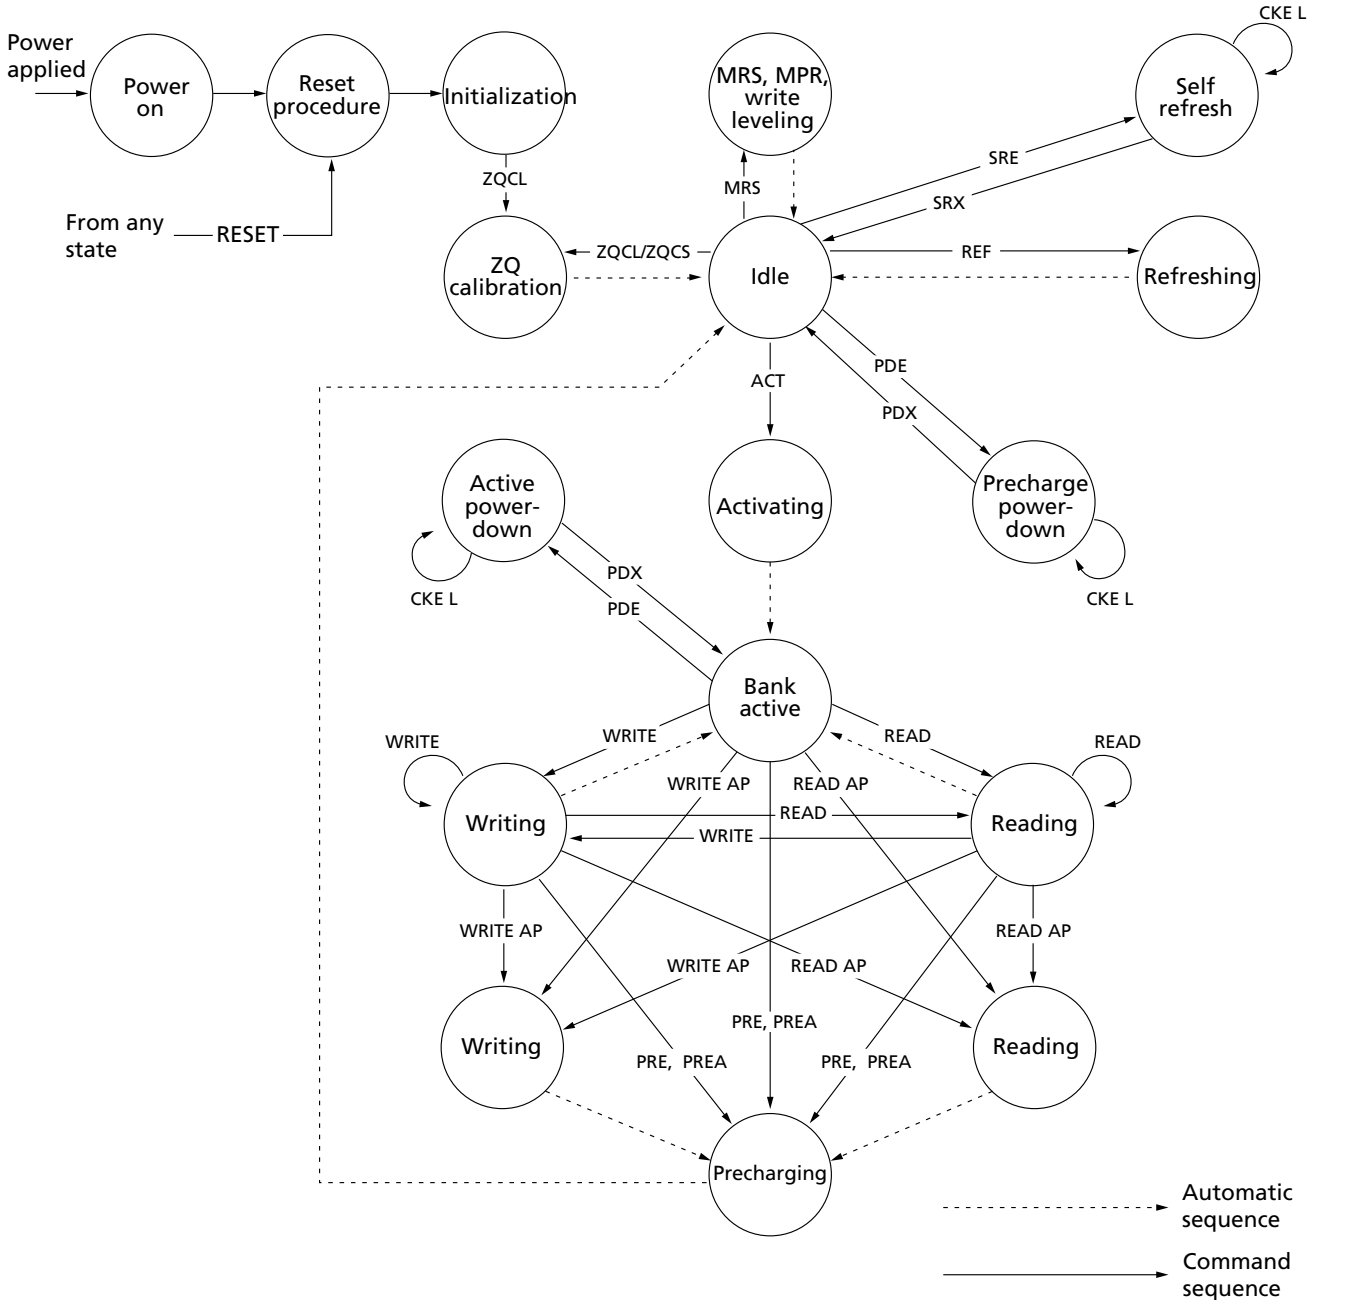 CKE L
Power
applied
Power
on
Reset
procedure
Initialization
MRS, MPR,
write
leveling
Self
refresh
ZQCL
MRS
SRE
SRX
From any
state
RESET
ZQ
calibration
ZQCL/ZQCS
Idle
REF
Refreshing
PDE
PDX
ACT
Active
power-
down
Activating
Precharge
power-
down
CKE L
PDX
PDE
CKE L
Bank
active
WRITE
WRITE
READ
READ
WRITE AP
READ AP
Writing
READ
WRITE
Reading
WRITE AP
READ AP
WRITE AP
READ AP
PRE, PREA
Writing
Reading
PRE, PREA
PRE, PREA
Precharging
Automatic
sequence
Command
sequence